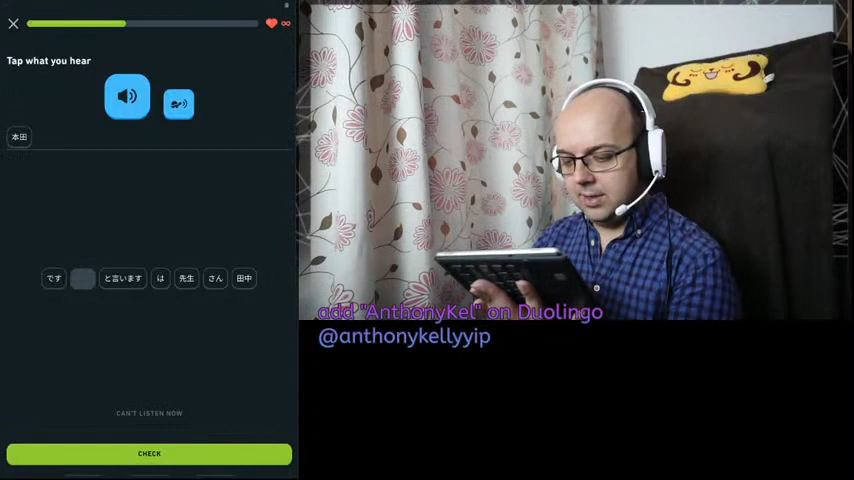 Tap what you hear
本田
です と言います は 先生 さん 田中
CAN'T LISTEN NOW
CHECK
add "AnthonyKel" on Duolingo
@anthonykellyyip